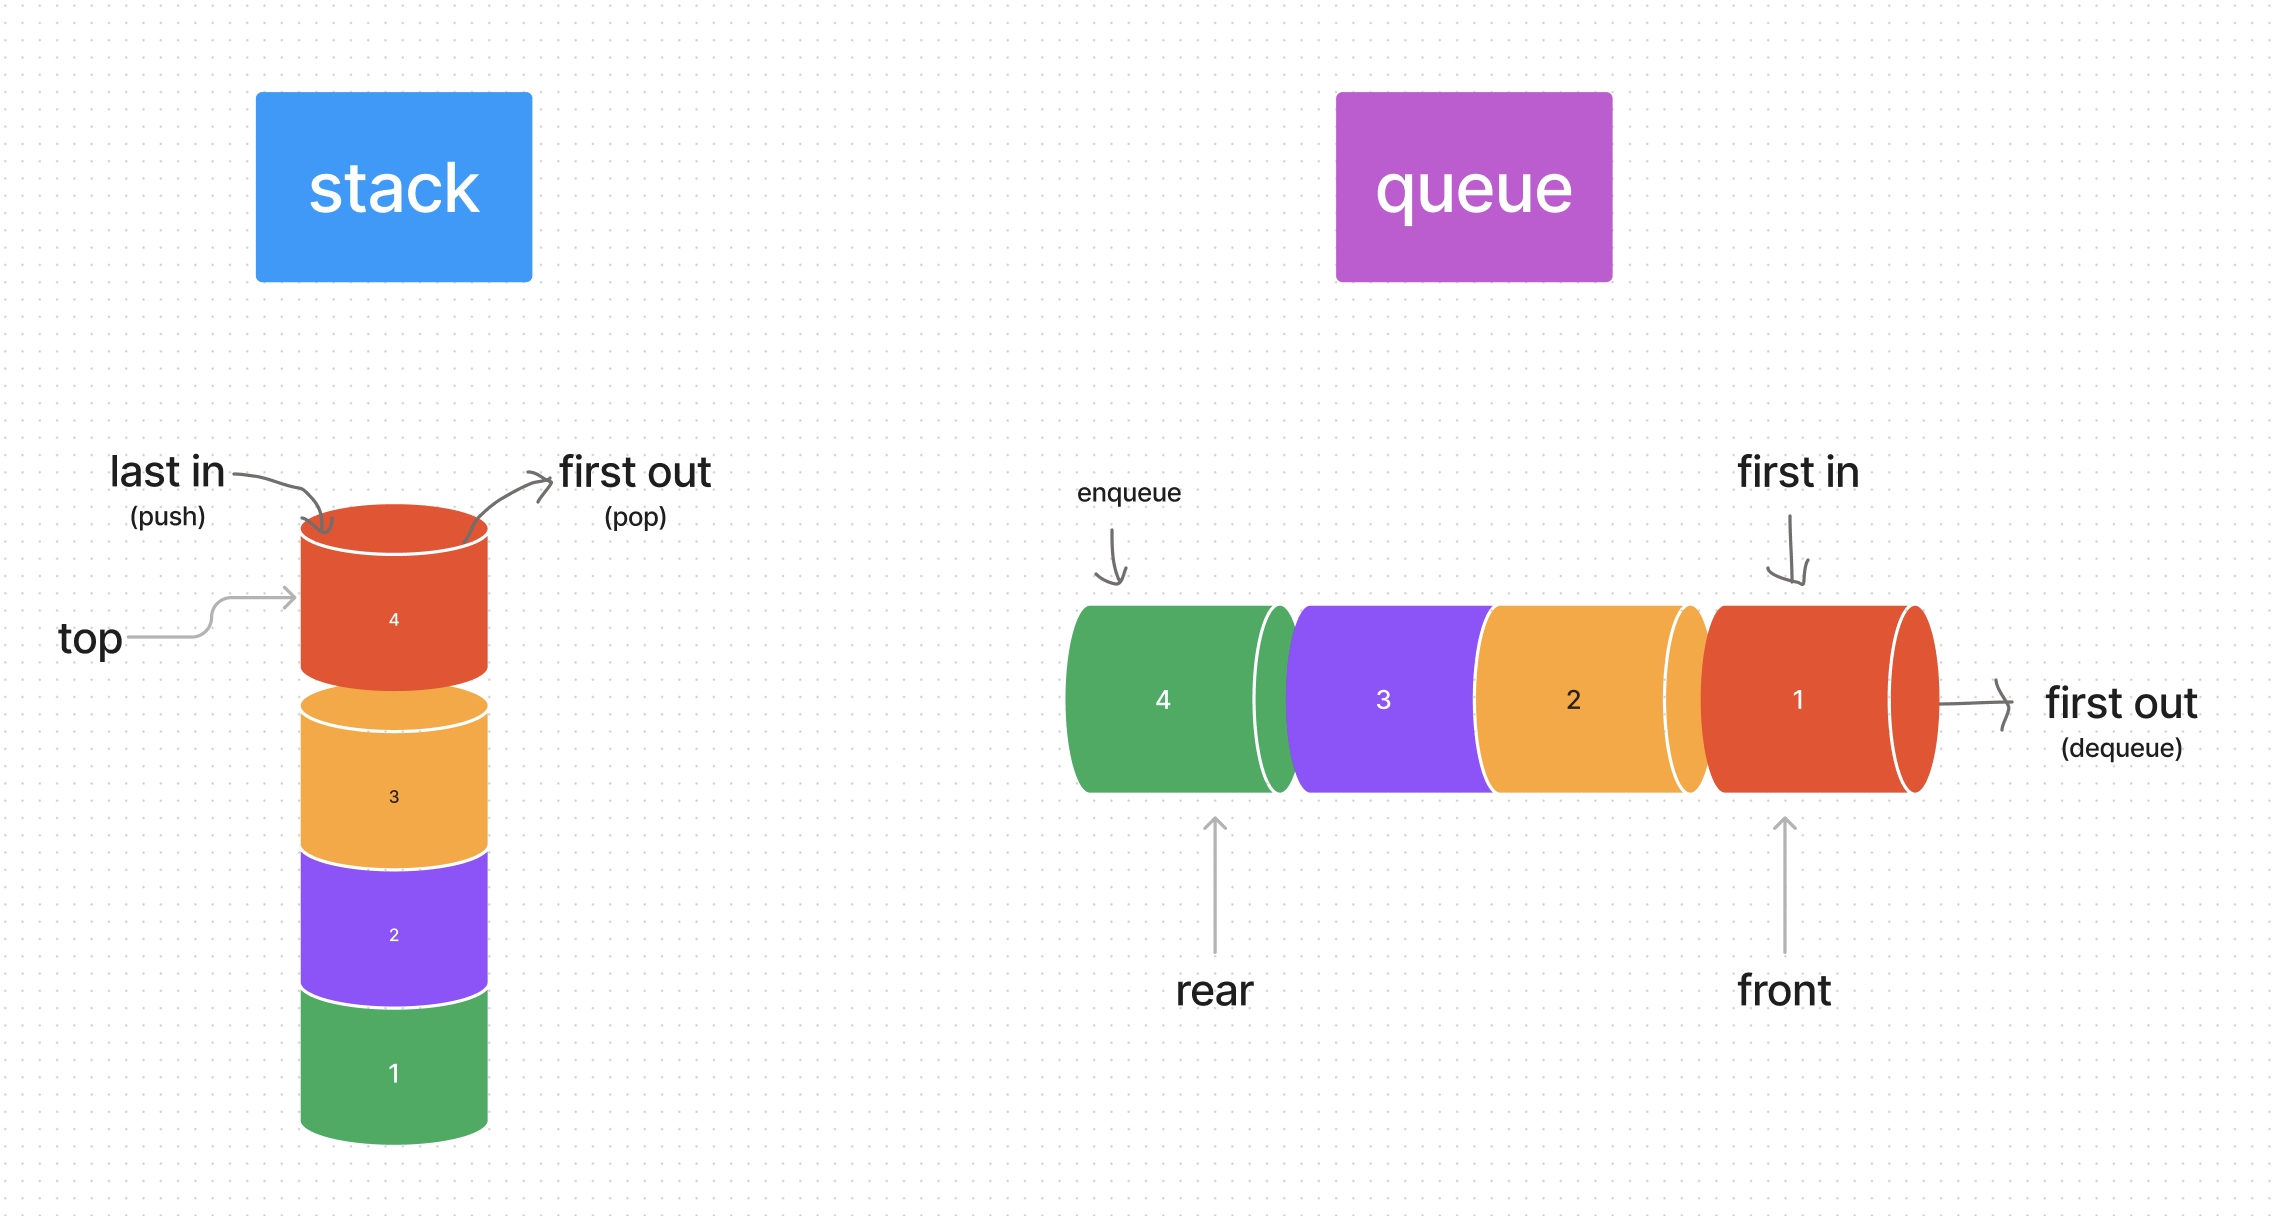 stack
last in
(push)
first out
(pop)
top
4
3
2
1
queue
enqueue
first in
4
3
2
1
first out
(dequeue)
rear
front